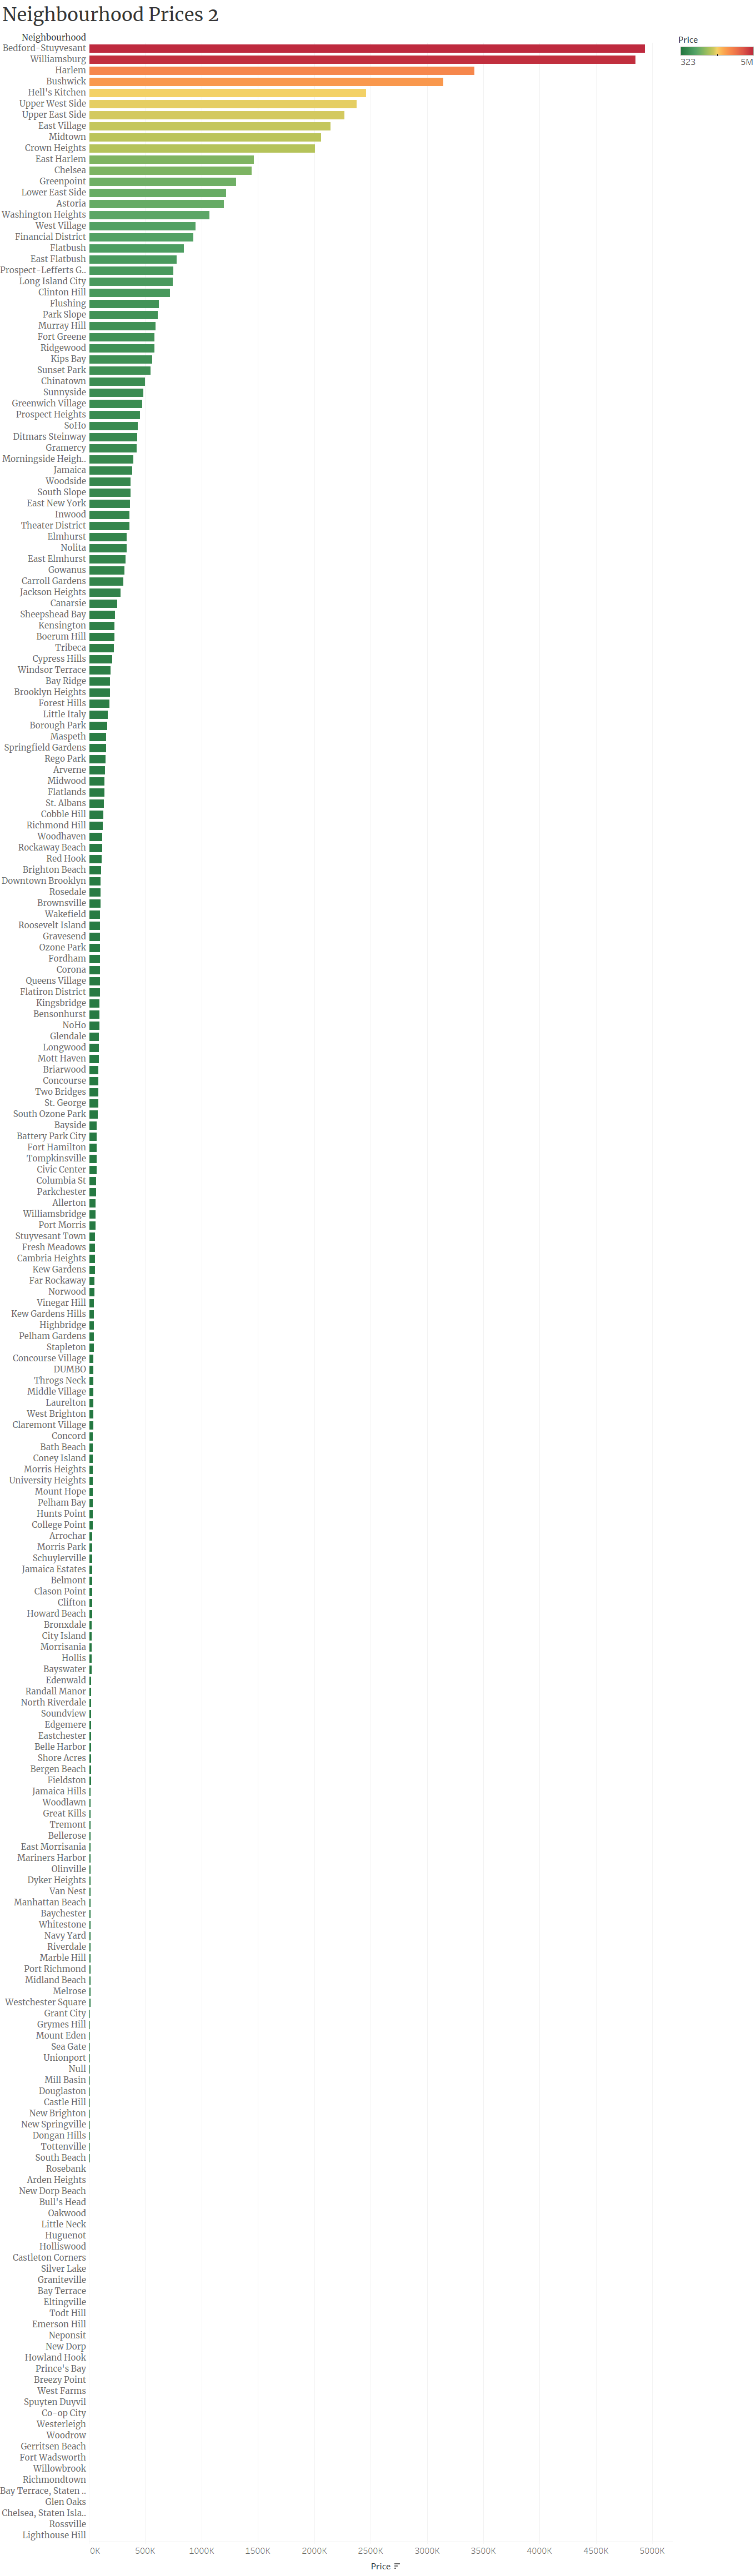 Neighbourhood Prices 2
Neighbourhood
Price
323 5M
Bedford-Stuyvesant
Williamsburg
Harlem
Bushwick
Hell's Kitchen
Upper West Side
Upper East Side
East Village
Midtown
Crown Heights
East Harlem
Chelsea
Greenpoint
Lower East Side
Astoria
Washington Heights
West Village
Financial District
Flatbush
East Flatbush
Prospect-Lefferts G..
Long Island City
Clinton Hill
Flushing
Park Slope
Murray Hill
Fort Greene
Ridgewood
Kips Bay
Sunset Park
Chinatown
Sunnyside
Greenwich Village
Prospect Heights
SoHo
Ditmars Steinway
Gramercy
Morningside Heigh..
Jamaica
Woodside
South Slope
East New York
Inwood
Theater District
Elmhurst
Nolita
East Elmhurst
Gowanus
Carroll Gardens
Jackson Heights
Canarsie
Sheepshead Bay
Kensington
Boerum Hill
Tribeca
Cypress Hills
Windsor Terrace
Bay Ridge
Brooklyn Heights
Forest Hills
Little Italy
Borough Park
Maspeth
Springfield Gardens
Rego Park
Arverne
Midwood
Flatlands
St. Albans
Cobble Hill
Richmond Hill
Woodhaven
Rockaway Beach
Red Hook
Brighton Beach
Downtown Brooklyn
Rosedale
Brownsville
Wakefield
Roosevelt Island
Gravesend
Ozone Park
Fordham
Corona
Queens Village
Flatiron District
Kingsbridge
Bensonhurst
NoHo
Glendale
Longwood
Mott Haven
Briarwood
Concourse
Two Bridges
St. George
South Ozone Park
Bayside
Battery Park City
Fort Hamilton
Tompkinsville
Civic Center
Columbia St
Parkchester
Allerton
Williamsbridge
Port Morris
Stuyvesant Town
Fresh Meadows
Cambria Heights
Kew Gardens
Far Rockaway
Norwood
Vinegar Hill
Kew Gardens Hills
Highbridge
Pelham Gardens
Stapleton
Concourse Village
DUMBO
Throgs Neck
Middle Village
Laurelton
West Brighton
Claremont Village
Concord
Bath Beach
Coney Island
Morris Heights
University Heights
Mount Hope
Pelham Bay
Hunts Point
College Point
Arrochar
Morris Park
Schuylerville
Jamaica Estates
Belmont
Clason Point
Clifton
Howard Beach
Bronxdale
City Island
Morrisania
Hollis
Bayswater
Edenwald
Randall Manor
North Riverdale
Soundview
Edgemere
Eastchester
Belle Harbor
Shore Acres
Bergen Beach
Fieldston
Jamaica Hills
Woodlawn
Great Kills
Tremont
Bellerose
East Morrisania
Mariners Harbor
Olinville
Dyker Heights
Van Nest
Manhattan Beach
Baychester
Whitestone
Navy Yard
Riverdale
Marble Hill
Port Richmond
Midland Beach
Melrose
Westchester Square
Grant City
Grymes Hill
Mount Eden
Sea Gate
Unionport
Null
Mill Basin
Douglaston
Castle Hill
New Brighton
New Springville
Dongan Hills
Tottenville
South Beach
Rosebank
Arden Heights
New Dorp Beach
Bull's Head
Oakwood
Little Neck
Huguenot
Holliswood
Castleton Corners
Silver Lake
Graniteville
Bay Terrace
Eltingville
Todt Hill
Emerson Hill
Neponsit
New Dorp
Howland Hook
Prince's Bay
Breezy Point
West Farms
Spuyten Duyvil
Co-op City
Westerleigh
Woodrow
Gerritsen Beach
Fort Wadsworth
Willowbrook
Richmondtown
Bay Terrace, Staten ..
Glen Oaks
Chelsea, Staten Isla..
Rossville
Lighthouse Hill
0K 500K 1000K 1500K 2000K 2500K 3000K 3500K 4000K 4500K 5000K
Price